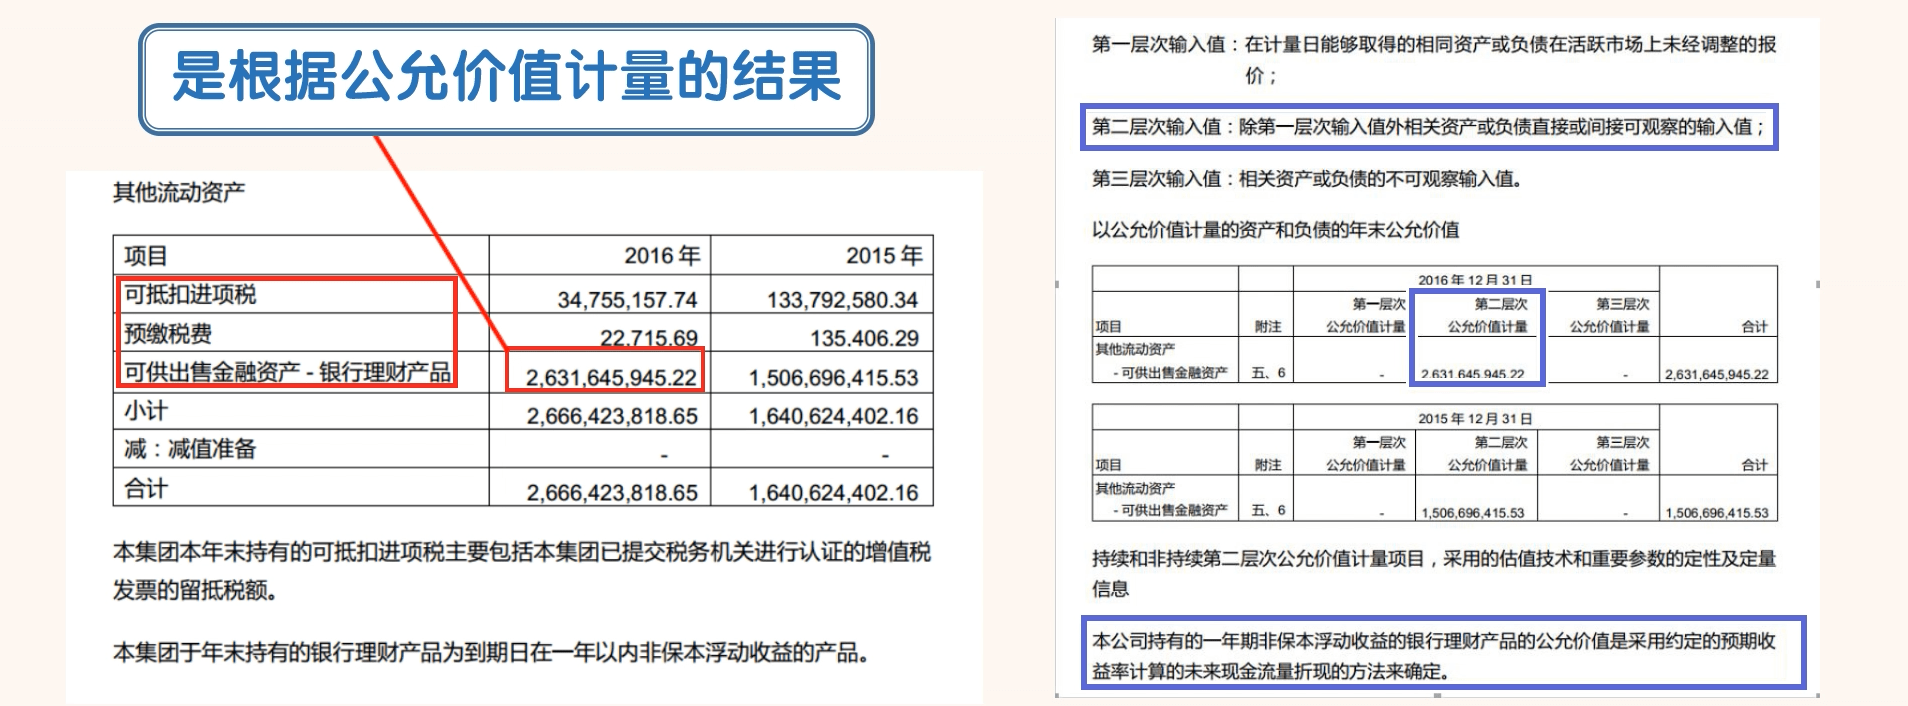 是根据公允价值计量的结果
其他流动资产
项目 2016 年 2015 年
可抵扣进项税 34,755,157.74 133,792,580.34
预缴税费 22.715.69 135.406.29
可供出售金融资产 - 银行理财产品 2,631,645,945.22 1,506,696,415.53
小计 2,666,423,818.65 1,640,624,402.16
减：减值准备 - -
合计 2,666,423,818.65 1,640,624,402.16
本集团本年末持有的可抵扣进项税主要包括本集团已提交税务机关进行认证的增值税
发票的留抵税额。
本集团于年末持有的银行理财产品为到期日在一年以内非保本浮动收益的产品。
第一层次输入值：在计量日能够取得的相同资产或负债在活跃市场上未经调整的报
价；
第二层次输入值：除第一层次输入值外相关资产或负债直接或间接可观察的输入值；
第三层次输入值：相关资产或负债的不可观察输入值。
以公允价值计量的资产和负债的年末公允价值
2016 年 12 月 31 日
第一层次 第二层次 第三层次
项目 附注 公允价值计量 公允价值计量 公允价值计量 合计
其他流动资产
- 可供出售金融资产 五、6 - 2,631,645,945.22 - 2,631,645,945.22
2015 年 12 月 31 日
第一层次 第二层次 第三层次
项目 附注 公允价值计量 公允价值计量 公允价值计量 合计
其他流动资产
- 可供出售金融资产 五、6 - 1,506,696,415.53 - 1,506,696,415.53
持续和非持续第二层次公允价值计量项目，采用的估值技术和重要参数的定性及定量
信息
本公司持有的一年期非保本浮动收益的银行理财产品的公允价值是采用约定的预期收
益率计算的未来现金流量折现的方法来确定。